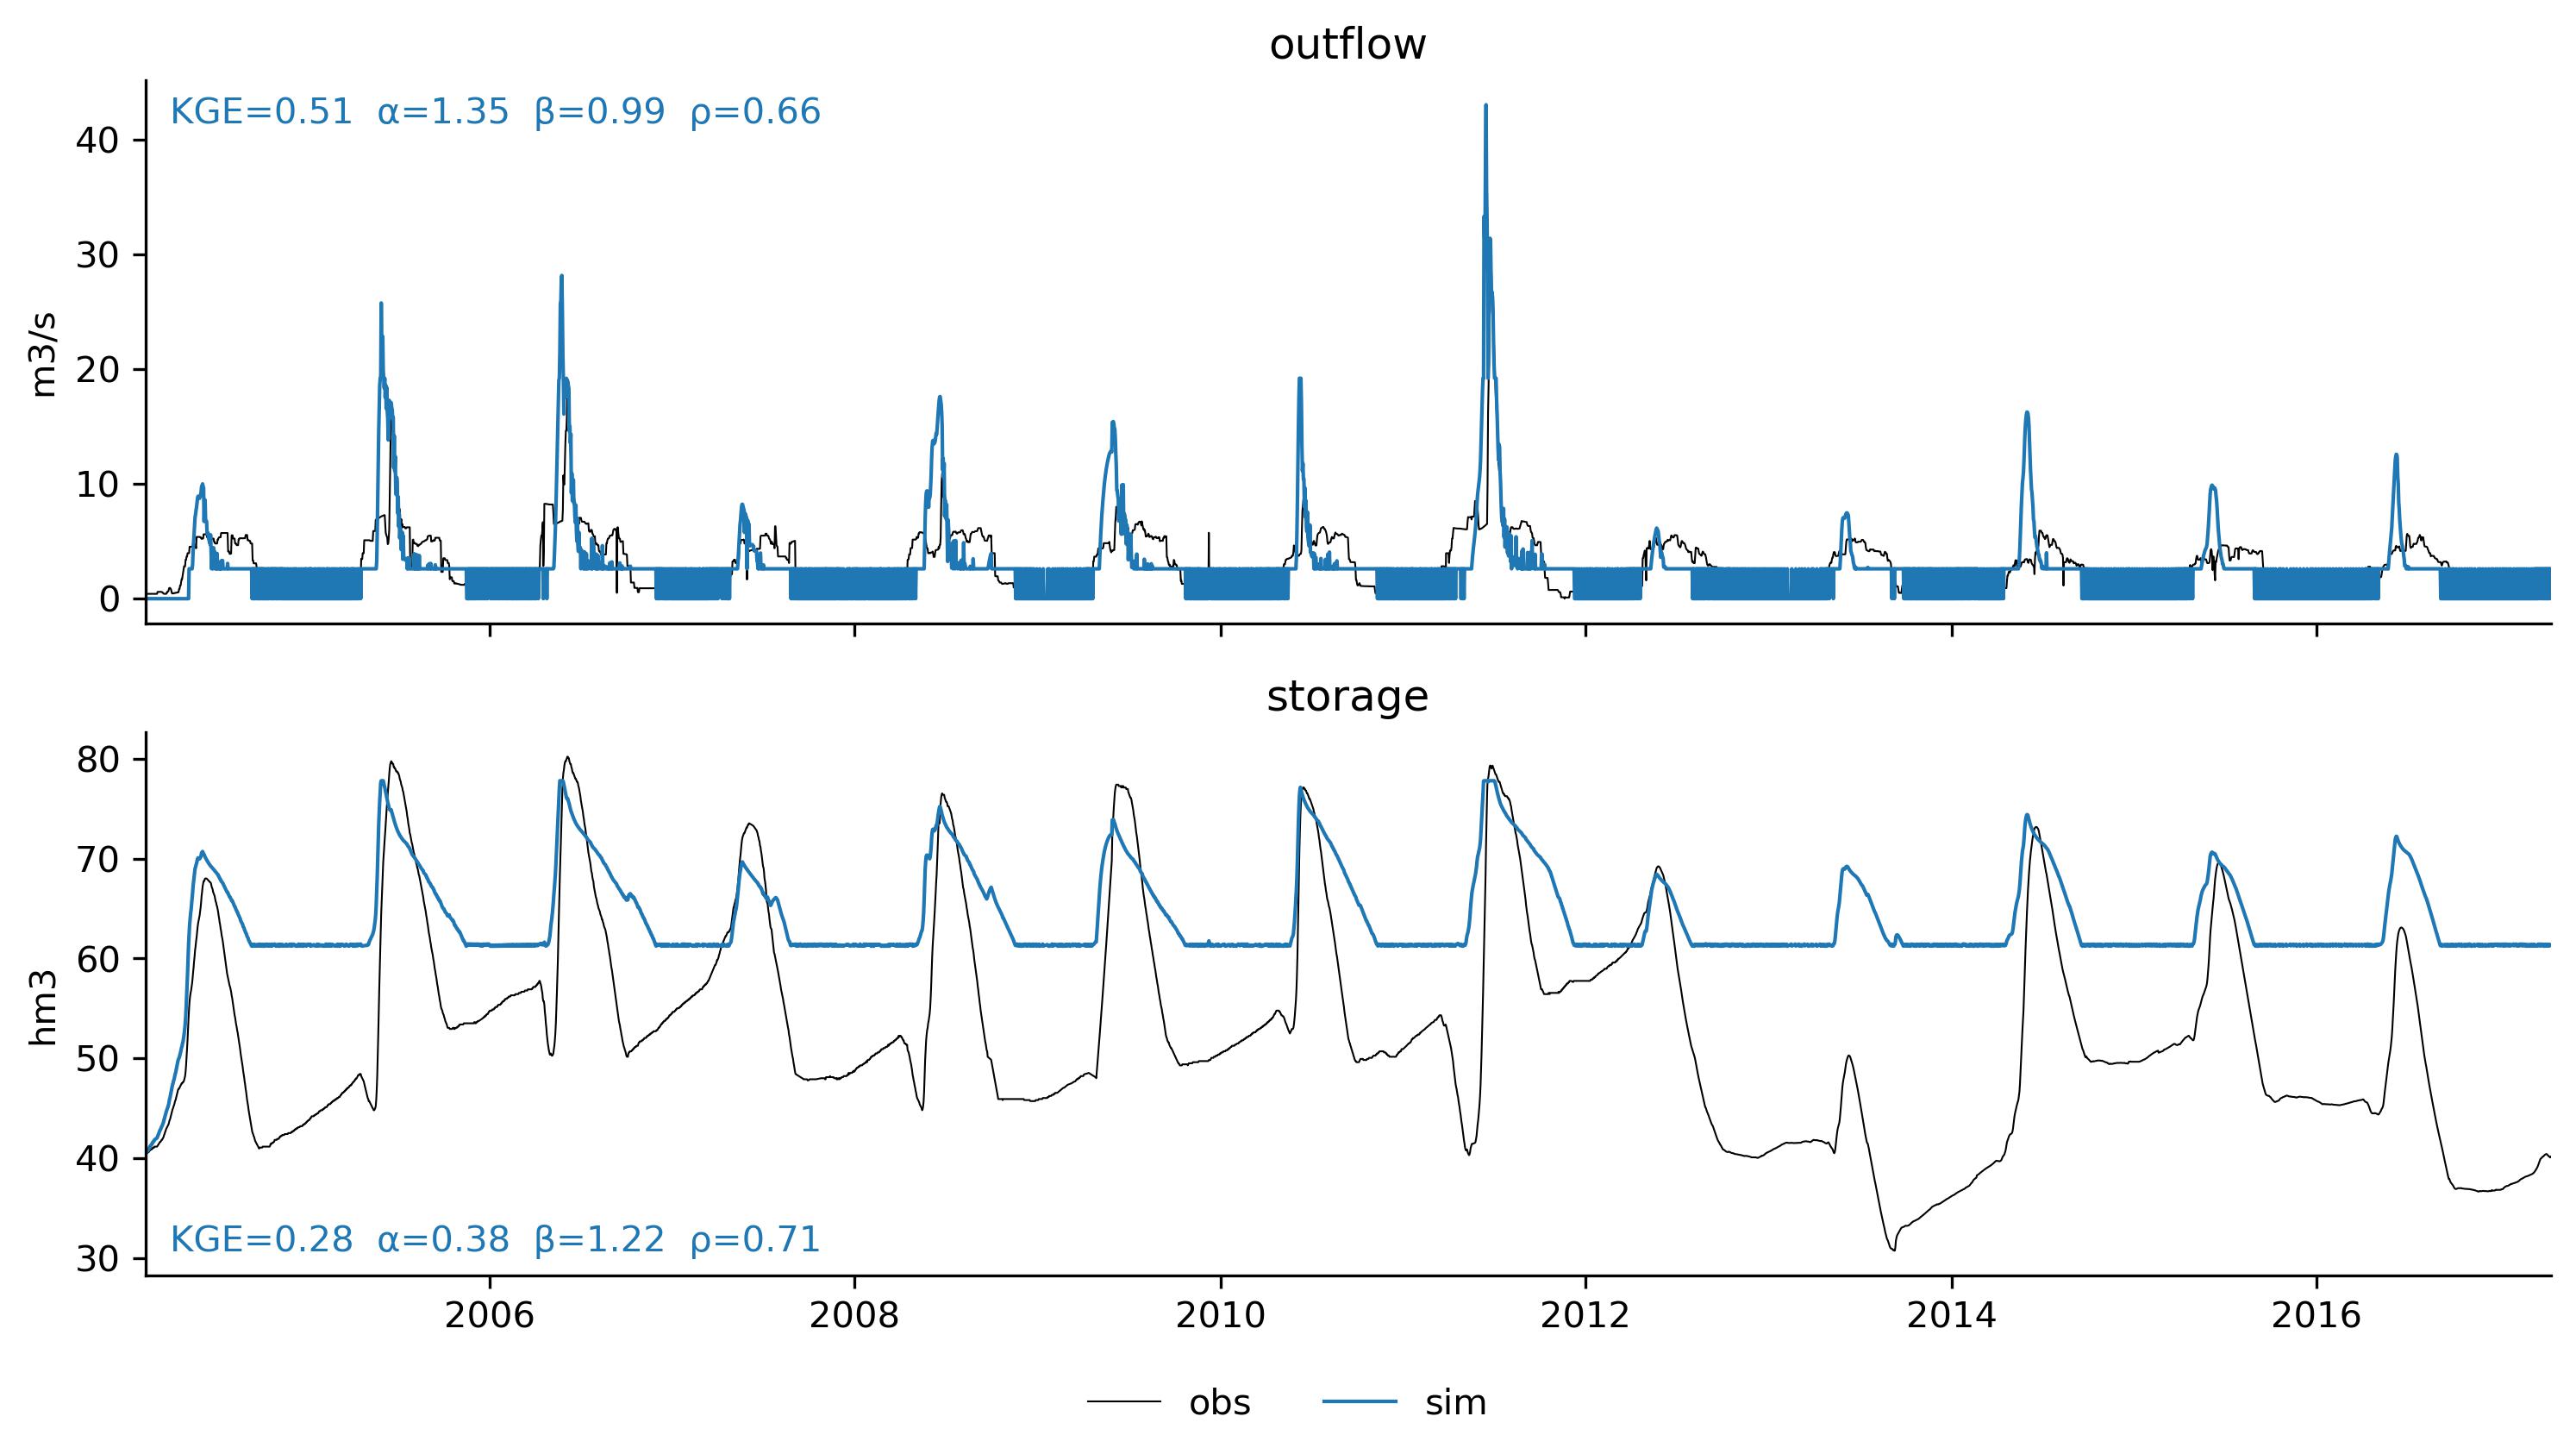 outflow
KGE=0.51 α=1.35 β=0.99 ρ=0.66
40
30
20
10
0
m3/s
storage
80
70
60
50
40
30
hm3
KGE=0.28 α=0.38 β=1.22 ρ=0.71
2006 2008 2010 2012 2014 2016
obs sim